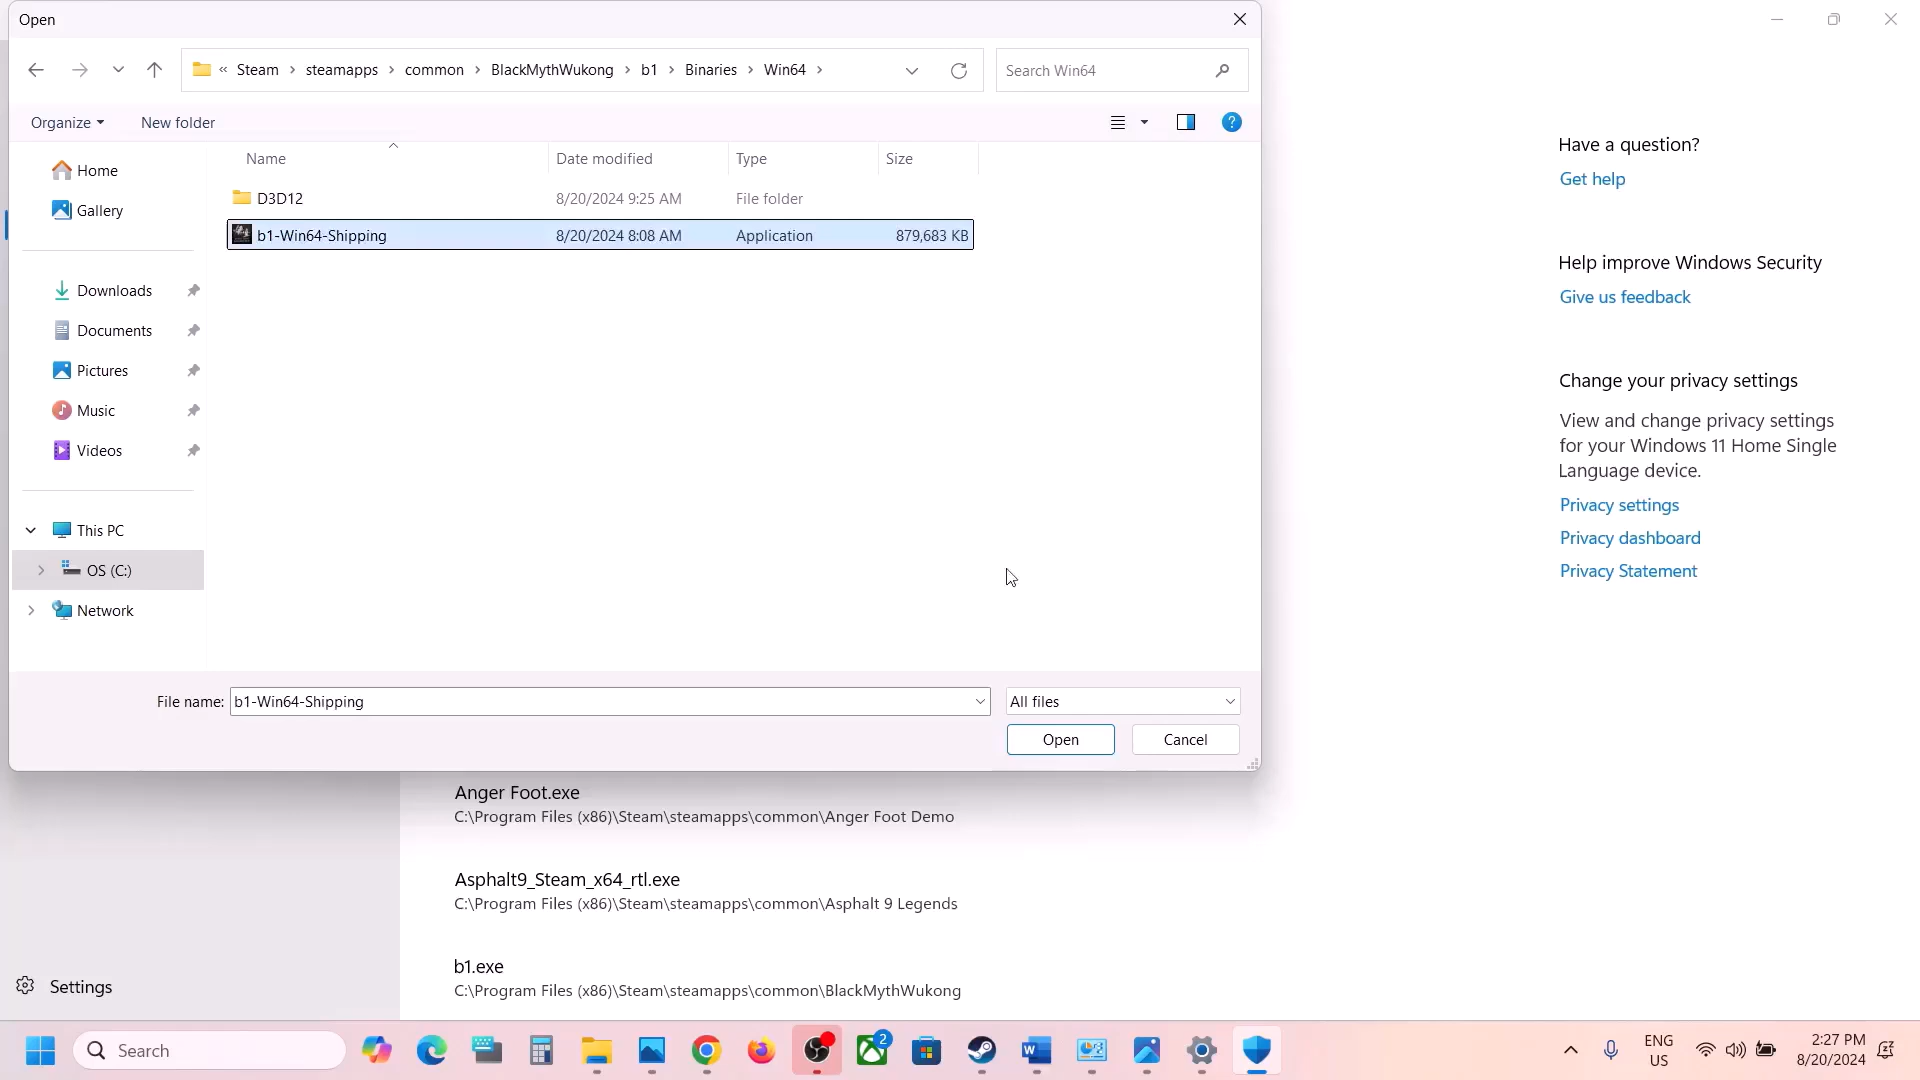 Open
« Steam > steamapps > common > BlackMythWukong > b1 > Binaries > Win64 >
Search Win64
Organize
New folder
Name
Date modified
Type
Size
D3D12
8/20/2024 9:25 AM
File folder
b1-Win64-Shipping
8/20/2024 8:08 AM
Application
879,683 KB
Home
Gallery
Downloads
Documents
Pictures
Music
Videos
This PC
OS (C:)
Network
File name:
b1-Win64-Shipping
All files
Open
Cancel
Have a question?
Get help
Help improve Windows Security
Give us feedback
Change your privacy settings
View and change privacy settings
for your Windows 11 Home Single
Language device.
Privacy settings
Privacy dashboard
Privacy Statement
Anger Foot.exe
C:\Program Files (x86)\Steam\steamapps\common\Anger Foot Demo
Asphalt9_Steam_x64_rtl.exe
C:\Program Files (x86)\Steam\steamapps\common\Asphalt 9 Legends
b1.exe
C:\Program Files (x86)\Steam\steamapps\common\BlackMythWukong
Settings
Search
2
ENG
US
2:27 PM
8/20/2024